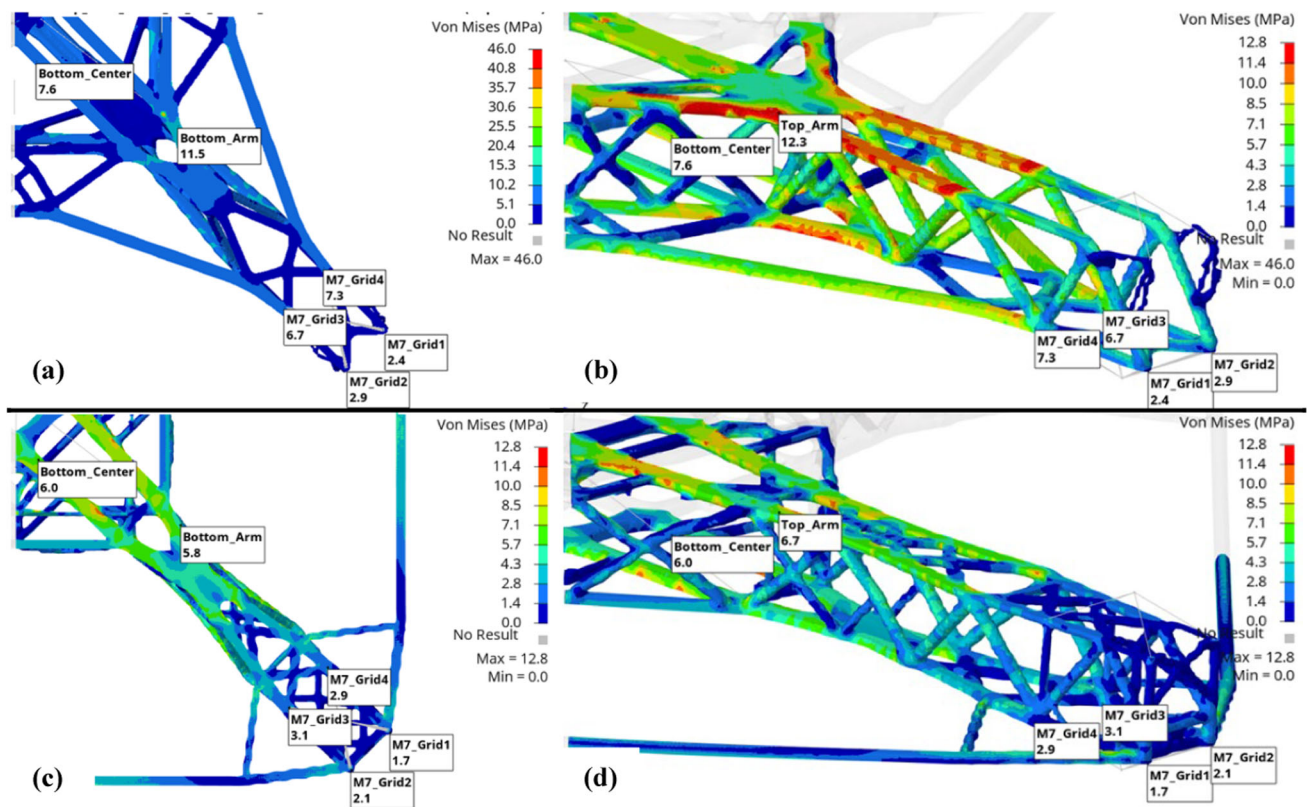 Von Mises (MPa)
46.0
40.8
35.7
30.6
25.5
20.4
15.3
10.2
5.1
0.0
No Result
Max = 46.0
Bottom_Center
7.6
Bottom_Arm
11.5
M7_Grid4
7.3
M7_Grid3
6.7
M7_Grid1
2.4
M7_Grid2
2.9
(a)
Von Mises (MPa)
12.8
11.4
10.0
8.5
7.1
5.7
4.3
2.8
1.4
0.0
No Result
Max = 46.0
Min = 0.0
Top_Arm
12.3
Bottom_Center
7.6
M7_Grid3
6.7
M7_Grid4
7.3
M7_Grid2
2.9
M7_Grid1
2.4
(b)
Von Mises (MPa)
12.8
11.4
10.0
8.5
7.1
5.7
4.3
2.8
1.4
0.0
No Result
Max = 12.8
Min = 0.0
Bottom_Center
6.0
Bottom_Arm
5.8
M7_Grid4
2.9
M7_Grid3
3.1
M7_Grid1
1.7
M7_Grid2
2.1
(c)
Von Mises (MPa)
12.8
11.4
10.0
8.5
7.1
5.7
4.3
2.8
1.4
0.0
No Result
Max = 12.8
Min = 0.0
Top_Arm
6.7
Bottom_Center
6.0
M7_Grid3
3.1
M7_Grid4
2.9
M7_Grid2
2.1
M7_Grid1
1.7
(d)